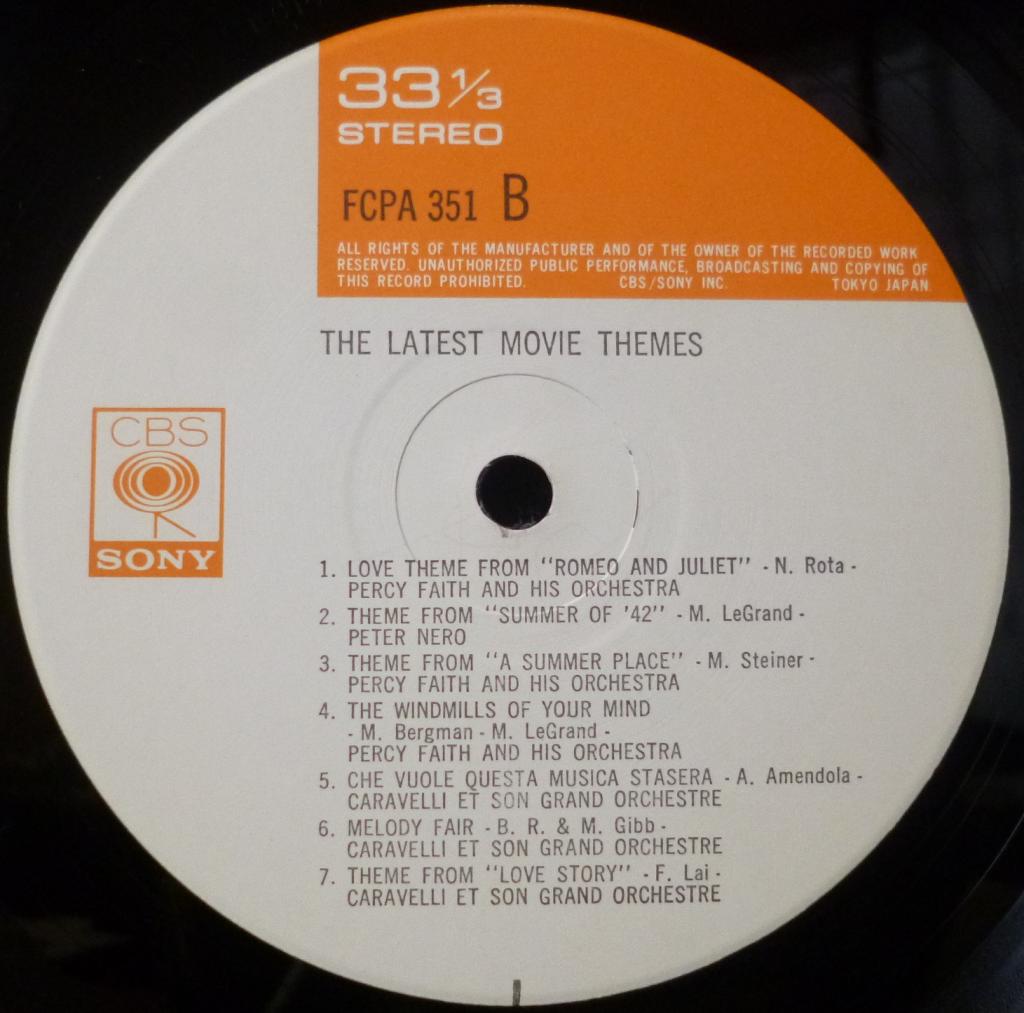 33 1/3
STEREO
FCPA 351 B
ALL RIGHTS OF THE MANUFACTURER AND OF THE OWNER OF THE RECORDED WORK
RESERVED. UNAUTHORIZED PUBLIC PERFORMANCE, BROADCASTING AND COPYING OF
THIS RECORD PROHIBITED. CBS/SONY INC. TOKYO JAPAN.
THE LATEST MOVIE THEMES
CBS
SONY
1. LOVE THEME FROM "ROMEO AND JULIET" - N. Rota -
PERCY FAITH AND HIS ORCHESTRA
2. THEME FROM "SUMMER OF '42" - M. LeGrand -
PETER NERO
3. THEME FROM "A SUMMER PLACE" - M. Steiner -
PERCY FAITH AND HIS ORCHESTRA
4. THE WINDMILLS OF YOUR MIND
- M. Bergman - M. LeGrand -
PERCY FAITH AND HIS ORCHESTRA
5. CHE VUOLE QUESTA MUSICA STASERA - A. Amendola -
CARAVELLI ET SON GRAND ORCHESTRE
6. MELODY FAIR - B. R. & M. Gibb -
CARAVELLI ET SON GRAND ORCHESTRE
7. THEME FROM "LOVE STORY" - F. Lai -
CARAVELLI ET SON GRAND ORCHESTRE